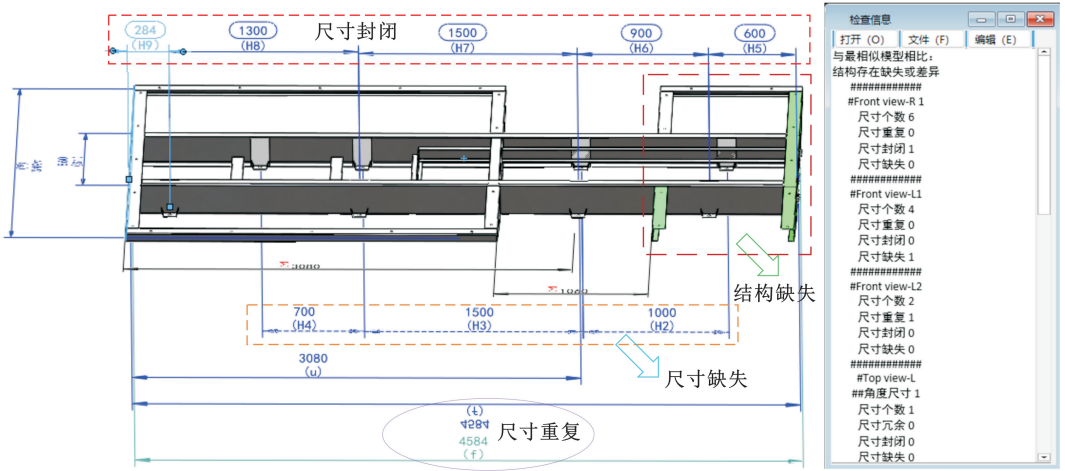 284
(H9)
1300
(H8)
尺寸封闭
1500
(H7)
900
(H6)
600
(H5)
3080
1080
结构缺失
700
(H4)
1500
(H3)
1000
(H2)
尺寸缺失
3080
(u)
(f)
4584
尺寸重复
4584
(f)
检查信息
打开（O）
文件（F）
编辑（E）
与最相似模型相比：
结构存在缺失或差异
############
#Front view-R 1
尺寸个数 6
尺寸重复 0
尺寸封闭 1
尺寸缺失 0
############
#Front view-L1
尺寸个数 4
尺寸重复 0
尺寸封闭 0
尺寸缺失 1
############
#Front view-L2
尺寸个数 2
尺寸重复 1
尺寸封闭 0
尺寸缺失 0
############
#Top view-L
##角度尺寸 1
尺寸个数 1
尺寸冗余 0
尺寸封闭 0
尺寸缺失 0